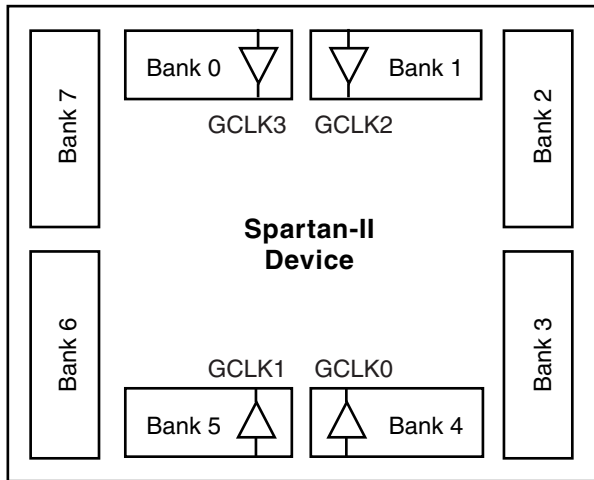 Bank 0
Bank 1
GCLK3
GCLK2
Bank 7
Bank 2
Spartan-II
Device
Bank 6
Bank 3
GCLK1
GCLK0
Bank 5
Bank 4